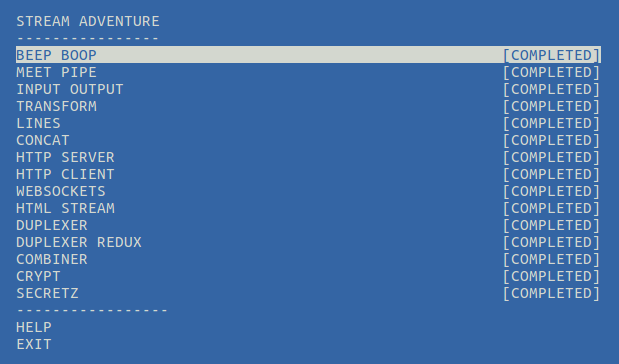 STREAM ADVENTURE
----------------
BEEP BOOP [COMPLETED]
MEET PIPE [COMPLETED]
INPUT OUTPUT [COMPLETED]
TRANSFORM [COMPLETED]
LINES [COMPLETED]
CONCAT [COMPLETED]
HTTP SERVER [COMPLETED]
HTTP CLIENT [COMPLETED]
WEBSOCKETS [COMPLETED]
HTML STREAM [COMPLETED]
DUPLEXER [COMPLETED]
DUPLEXER REDUX [COMPLETED]
COMBINER [COMPLETED]
CRYPT [COMPLETED]
SECRETZ [COMPLETED]
-----------------
HELP
EXIT